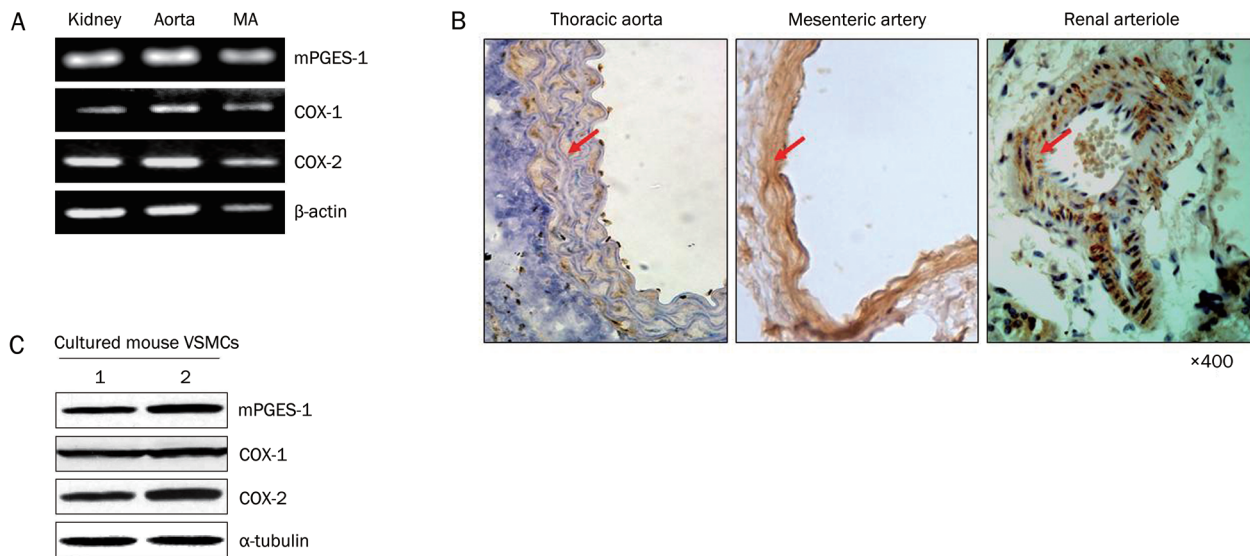 A
Kidney Aorta MA
mPGES-1
COX-1
COX-2
β-actin
B
Thoracic aorta Mesenteric artery Renal arteriole
×400
C
Cultured mouse VSMCs
1 2
mPGES-1
COX-1
COX-2
α-tubulin